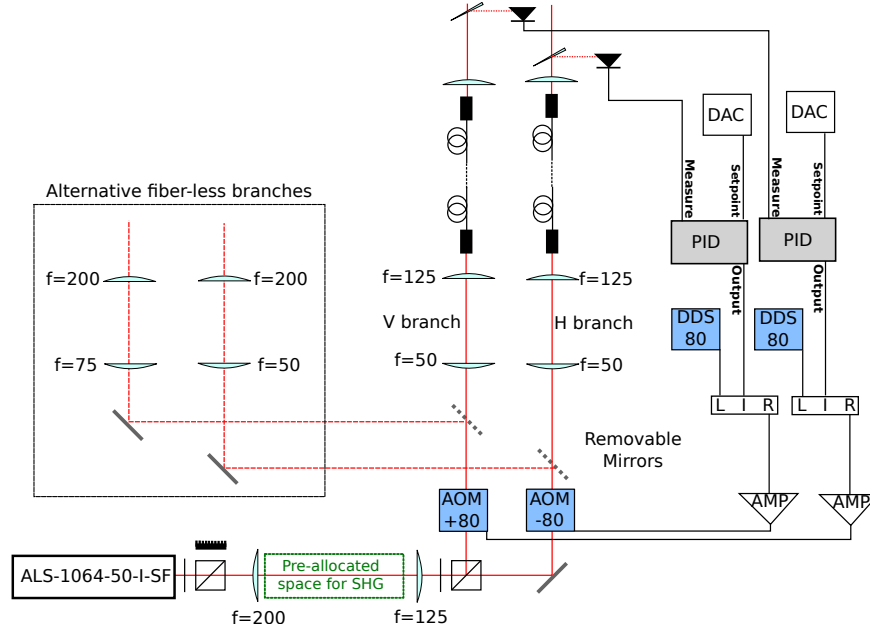 DAC
DAC
Measure
Setpoint
Measure
Setpoint
Alternative fiber-less branches
PID
PID
f=200
f=200
f=125
f=125
Output
Output
V branch
H branch
DDS
80
DDS
80
f=75
f=50
f=50
f=50
L I R
L I R
Removable
Mirrors
AOM
+80
AOM
-80
AMP
AMP
ALS-1064-50-I-SF
Pre-allocated
space for SHG
f=200
f=125